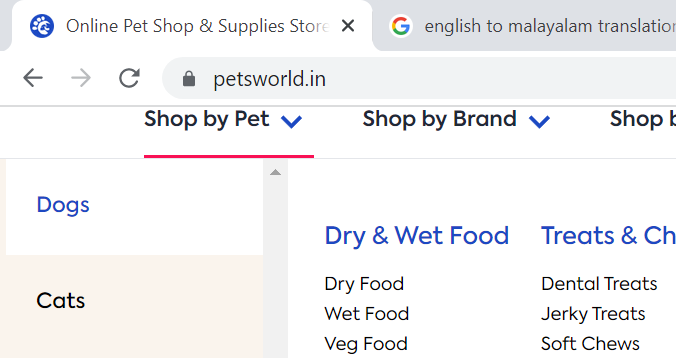 Online Pet Shop & Supplies Store
english to malayalam translation
petsworld.in
Shop by Pet
Shop by Brand
Shop
Dogs
Cats
Dry & Wet Food
Dry Food
Wet Food
Veg Food
Treats &
Dental Treats
Jerky Treats
Soft Chews